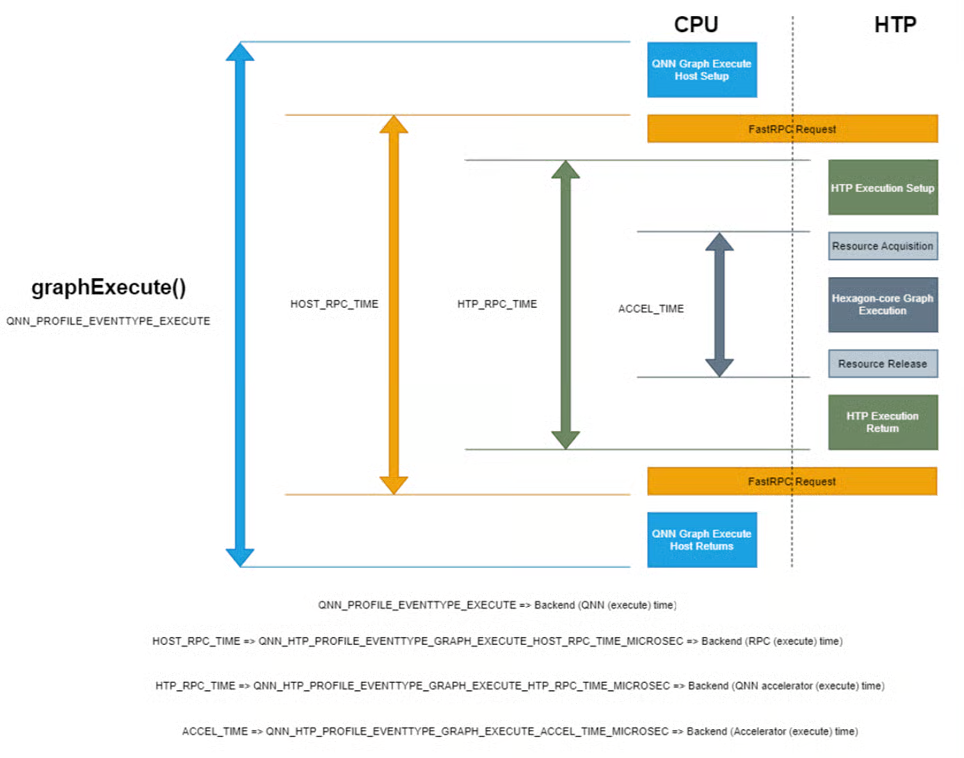 CPU
HTP
QNN Graph Execute
Host Setup
FastRPC Request
HTP Execution Setup
Resource Acquisition
graphExecute()
QNN_PROFILE_EVENTTYPE_EXECUTE
HOST_RPC_TIME
HTP_RPC_TIME
ACCEL_TIME
Hexagon-core Graph
Execution
Resource Release
HTP Execution
Return
FastRPC Request
QNN Graph Execute
Host Returns
QNN_PROFILE_EVENTTYPE_EXECUTE => Backend (QNN (execute) time)
HOST_RPC_TIME => QNN_HTP_PROFILE_EVENTTYPE_GRAPH_EXECUTE_HOST_RPC_TIME_MICROSEC => Backend (RPC (execute) time)
HTP_RPC_TIME => QNN_HTP_PROFILE_EVENTTYPE_GRAPH_EXECUTE_HTP_RPC_TIME_MICROSEC => Backend (QNN accelerator (execute) time)
ACCEL_TIME => QNN_HTP_PROFILE_EVENTTYPE_GRAPH_EXECUTE_ACCEL_TIME_MICROSEC => Backend (Accelerator (execute) time)